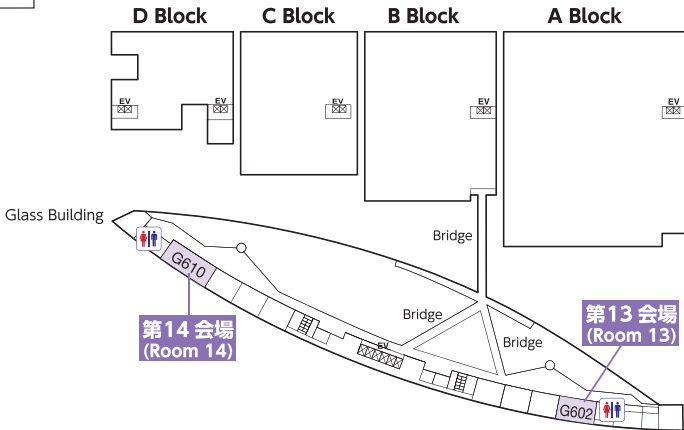 D Block
C Block
B Block
A Block
EV
EV
EV
EV
EV
Glass Building
Bridge
G610
Bridge
Bridge
第14 会場
(Room 14)
第13 会場
(Room 13)
EV
G602